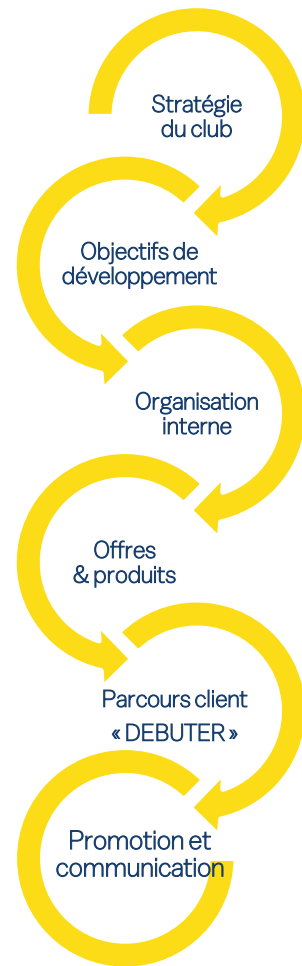 Stratégie
du club
Objectifs de
développement
Organisation
interne
Offres
& produits
Parcours client
« DEBUTER »
Promotion et
communication